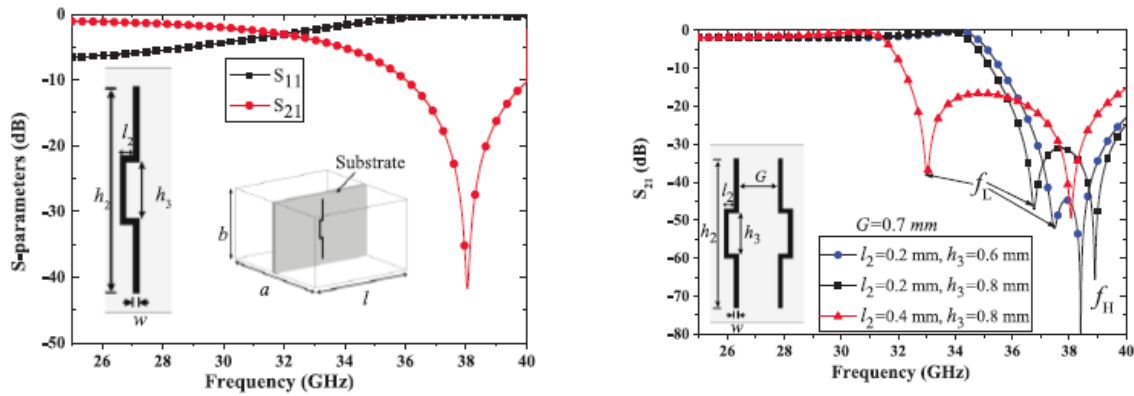 0
-10
-20
-30
-40
-50
S-parameters (dB)
S11
S21
l2
h2
h3
w
Substrate
b
a
l
26 28 30 32 34 36 38 40
Frequency (GHz)
0
-10
-20
-30
-40
-50
-60
-70
-80
S21 (dB)
G
l2
h2
h3
w
fL
fH
G=0.7 mm
l2=0.2 mm, h3=0.6 mm
l2=0.2 mm, h3=0.8 mm
l2=0.4 mm, h3=0.8 mm
26 28 30 32 34 36 38 40
Frequency (GHz)